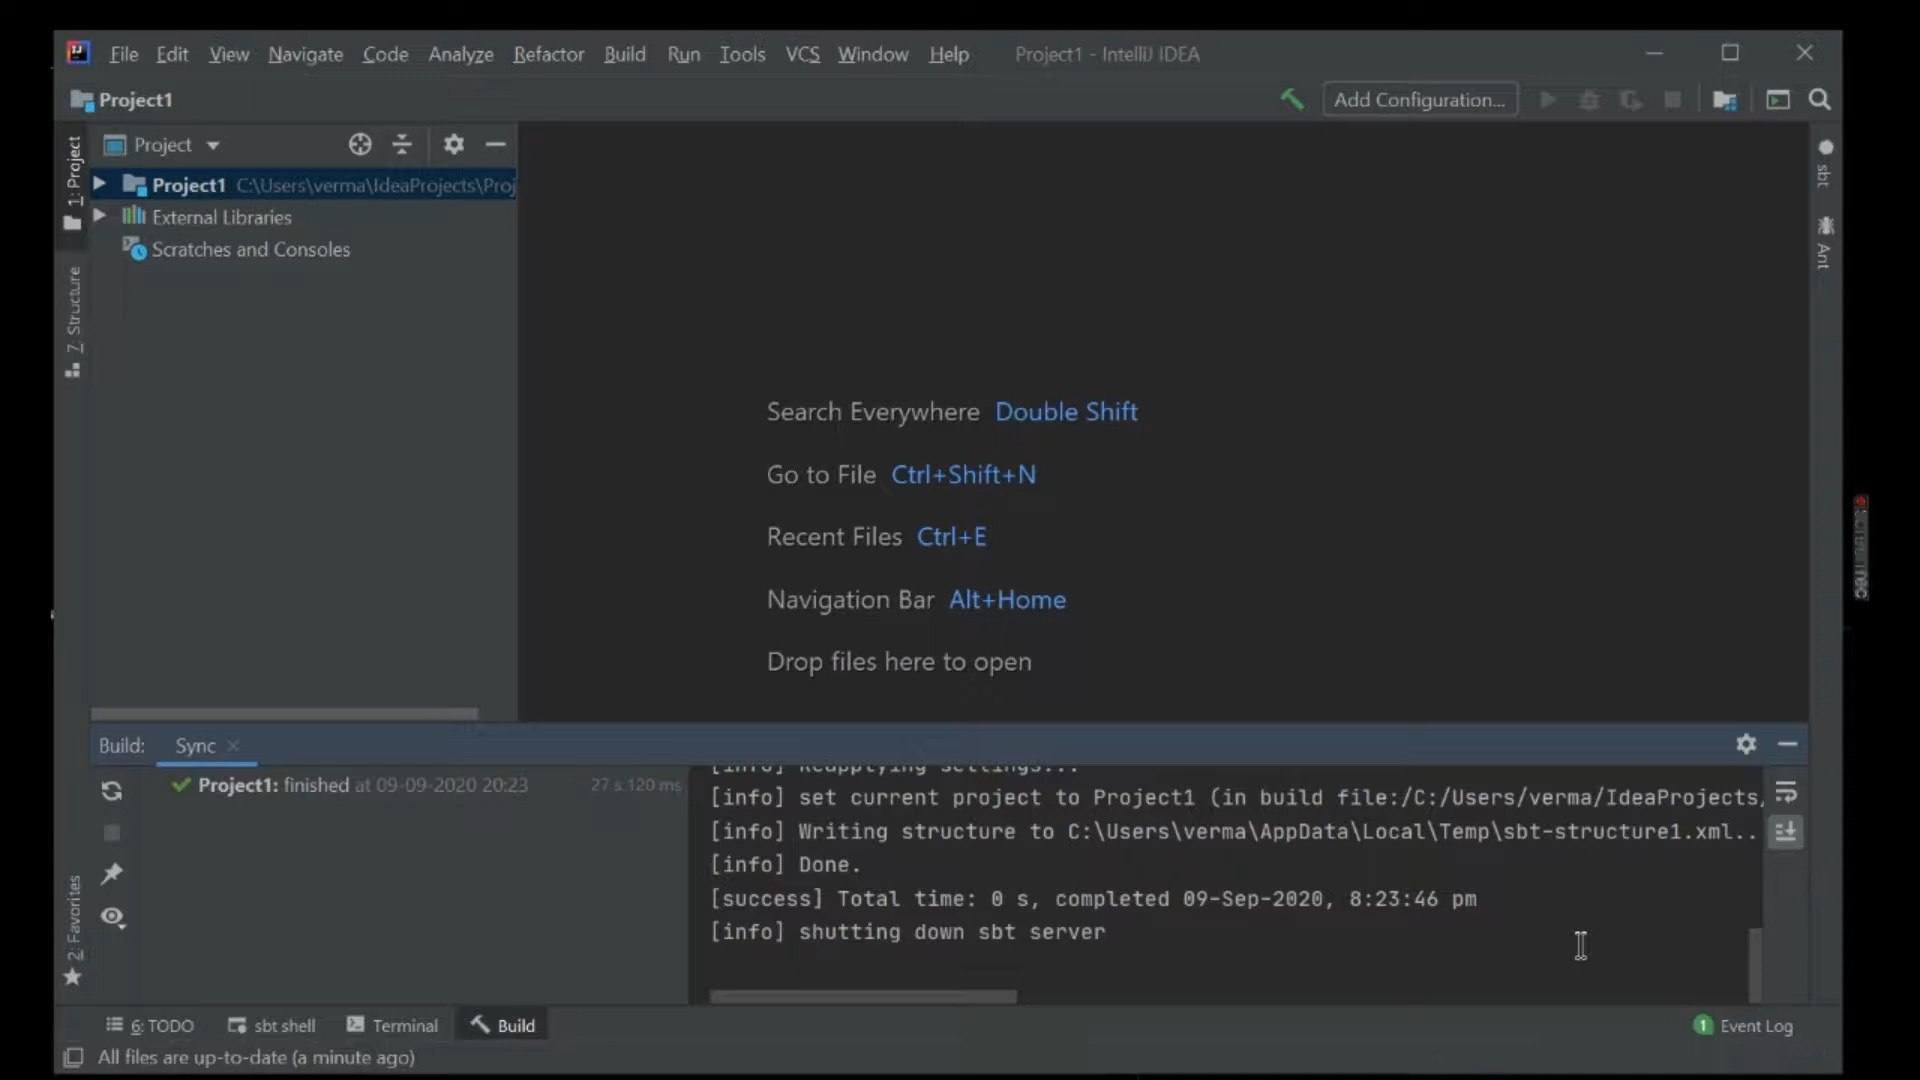 File Edit View Navigate Code Analyze Refactor Build Run Tools VCS Window Help Project1 - IntelliJ IDEA
Project1
Add Configuration...
1: Project
Project
Project1 C:\Users\verma\IdeaProjects\Proj
External Libraries
Scratches and Consoles
Z: Structure
sbt
Ant
Search Everywhere Double Shift
Go to File Ctrl+Shift+N
Recent Files Ctrl+E
Navigation Bar Alt+Home
Drop files here to open
Build: Sync
Project1: finished at 09-09-2020 20:23 27 s 120 ms
[info] Reapplying settings...
[info] set current project to Project1 (in build file:/C:/Users/verma/IdeaProjects/
[info] Writing structure to C:\Users\verma\AppData\Local\Temp\sbt-structure1.xml..
[info] Done.
[success] Total time: 0 s, completed 09-Sep-2020, 8:23:46 pm
[info] shutting down sbt server
2: Favorites
6: TODO sbt shell Terminal Build
1 Event Log
All files are up-to-date (a minute ago)